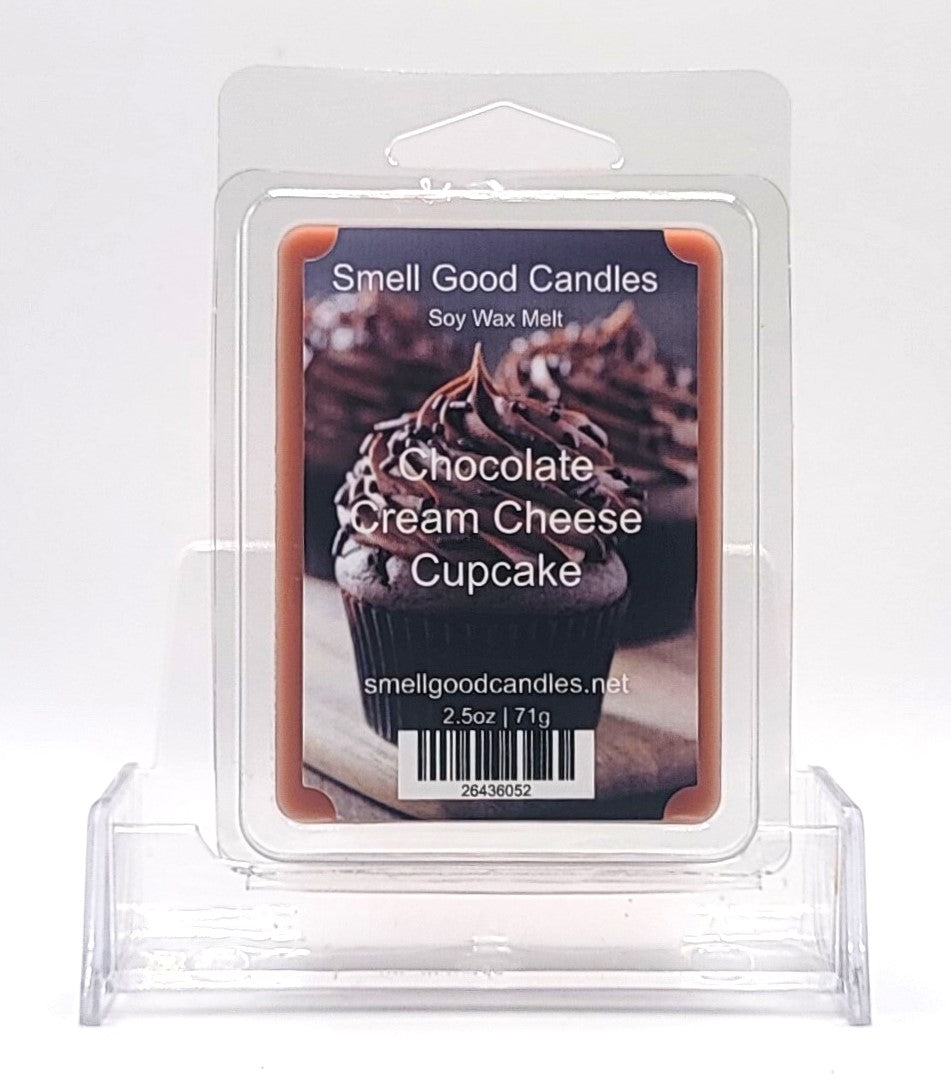 Smell Good Candles
Soy Wax Melt
Chocolate
Cream Cheese
Cupcake
smellgoodcandles.net
2.5oz | 71g
26436052